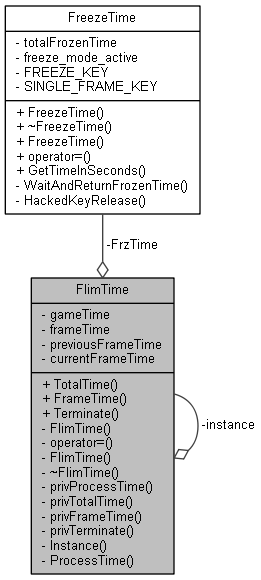 FreezeTime
- totalFrozenTime
- freeze_mode_active
- FREEZE_KEY
- SINGLE_FRAME_KEY
+ FreezeTime()
+ ~FreezeTime()
+ FreezeTime()
+ operator=()
+ GetTimeInSeconds()
- WaitAndReturnFrozenTime()
- HackedKeyRelease()
-FrzTime
FlimTime
- gameTime
- frameTime
- previousFrameTime
- currentFrameTime
+ TotalTime()
+ FrameTime()
+ Terminate()
- FlimTime()
- operator=()
- FlimTime()
- ~FlimTime()
- privProcessTime()
- privTotalTime()
- privFrameTime()
- privTerminate()
- Instance()
- ProcessTime()
-instance